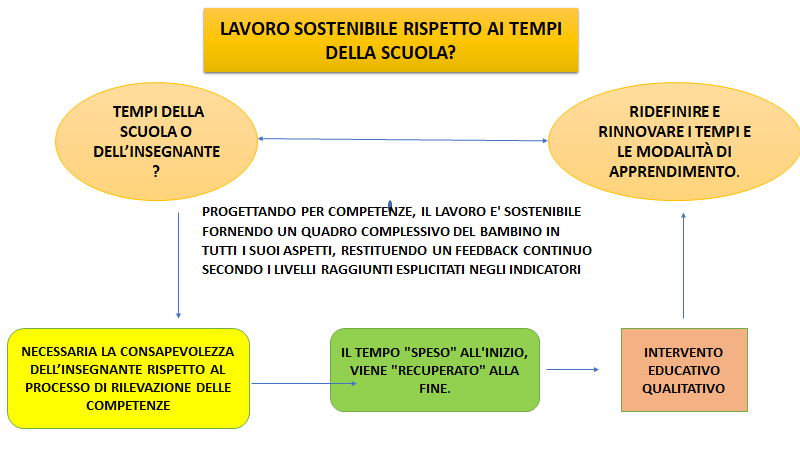 LAVORO SOSTENIBILE RISPETTO AI TEMPI
DELLA SCUOLA?
TEMPI DELLA
SCUOLA O
DELL'INSEGNANTE
?
RIDEFINIRE E
RINNOVARE I TEMPI E
LE MODALITÀ DI
APPRENDIMENTO.
PROGETTANDO PER COMPETENZE, IL LAVORO E' SOSTENIBILE
FORNENDO UN QUADRO COMPLESSIVO DEL BAMBINO IN
TUTTI I SUOI ASPETTI, RESTITUENDO UN FEEDBACK CONTINUO
SECONDO I LIVELLI RAGGIUNTI ESPLICITATI NEGLI INDICATORI
NECESSARIA LA CONSAPEVOLEZZA
DELL'INSEGNANTE RISPETTO AL
PROCESSO DI RILEVAZIONE DELLE
COMPETENZE
IL TEMPO "SPESO" ALL'INIZIO,
VIENE "RECUPERATO" ALLA
FINE.
INTERVENTO
EDUCATIVO
QUALITATIVO